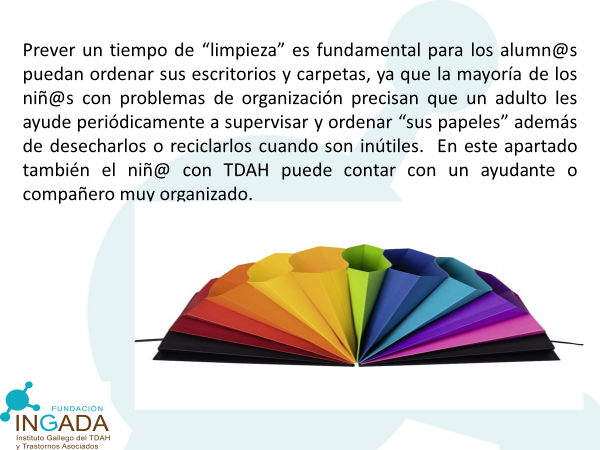 Prever un tiempo de “limpieza” es fundamental para los alumn@s
puedan ordenar sus escritorios y carpetas, ya que la mayoría de los
niñ@s con problemas de organización precisan que un adulto les
ayude periódicamente a supervisar y ordenar “sus papeles” además
de desecharlos o reciclarlos cuando son inútiles.  En este apartado
también el niñ@ con TDAH puede contar con un ayudante o
compañero muy organizado.
FUNDACIÓN
INGADA
Instituto Gallego del TDAH
y Trastornos Asociados